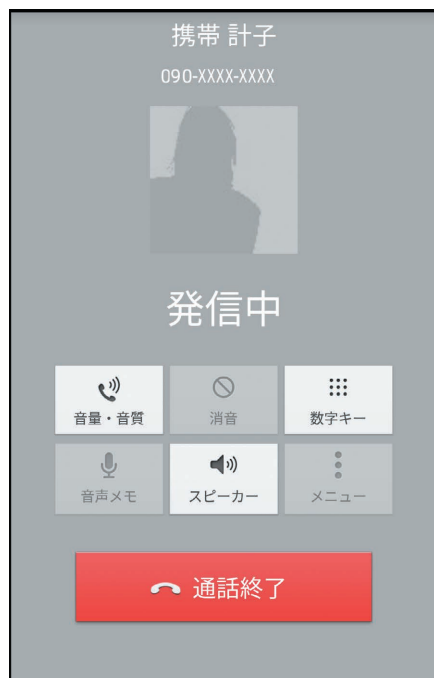 携帯 計子
090-XXXX-XXXX
発信中
音量・音質
消音
数字キー
音声メモ
スピーカー
メニュー
通話終了